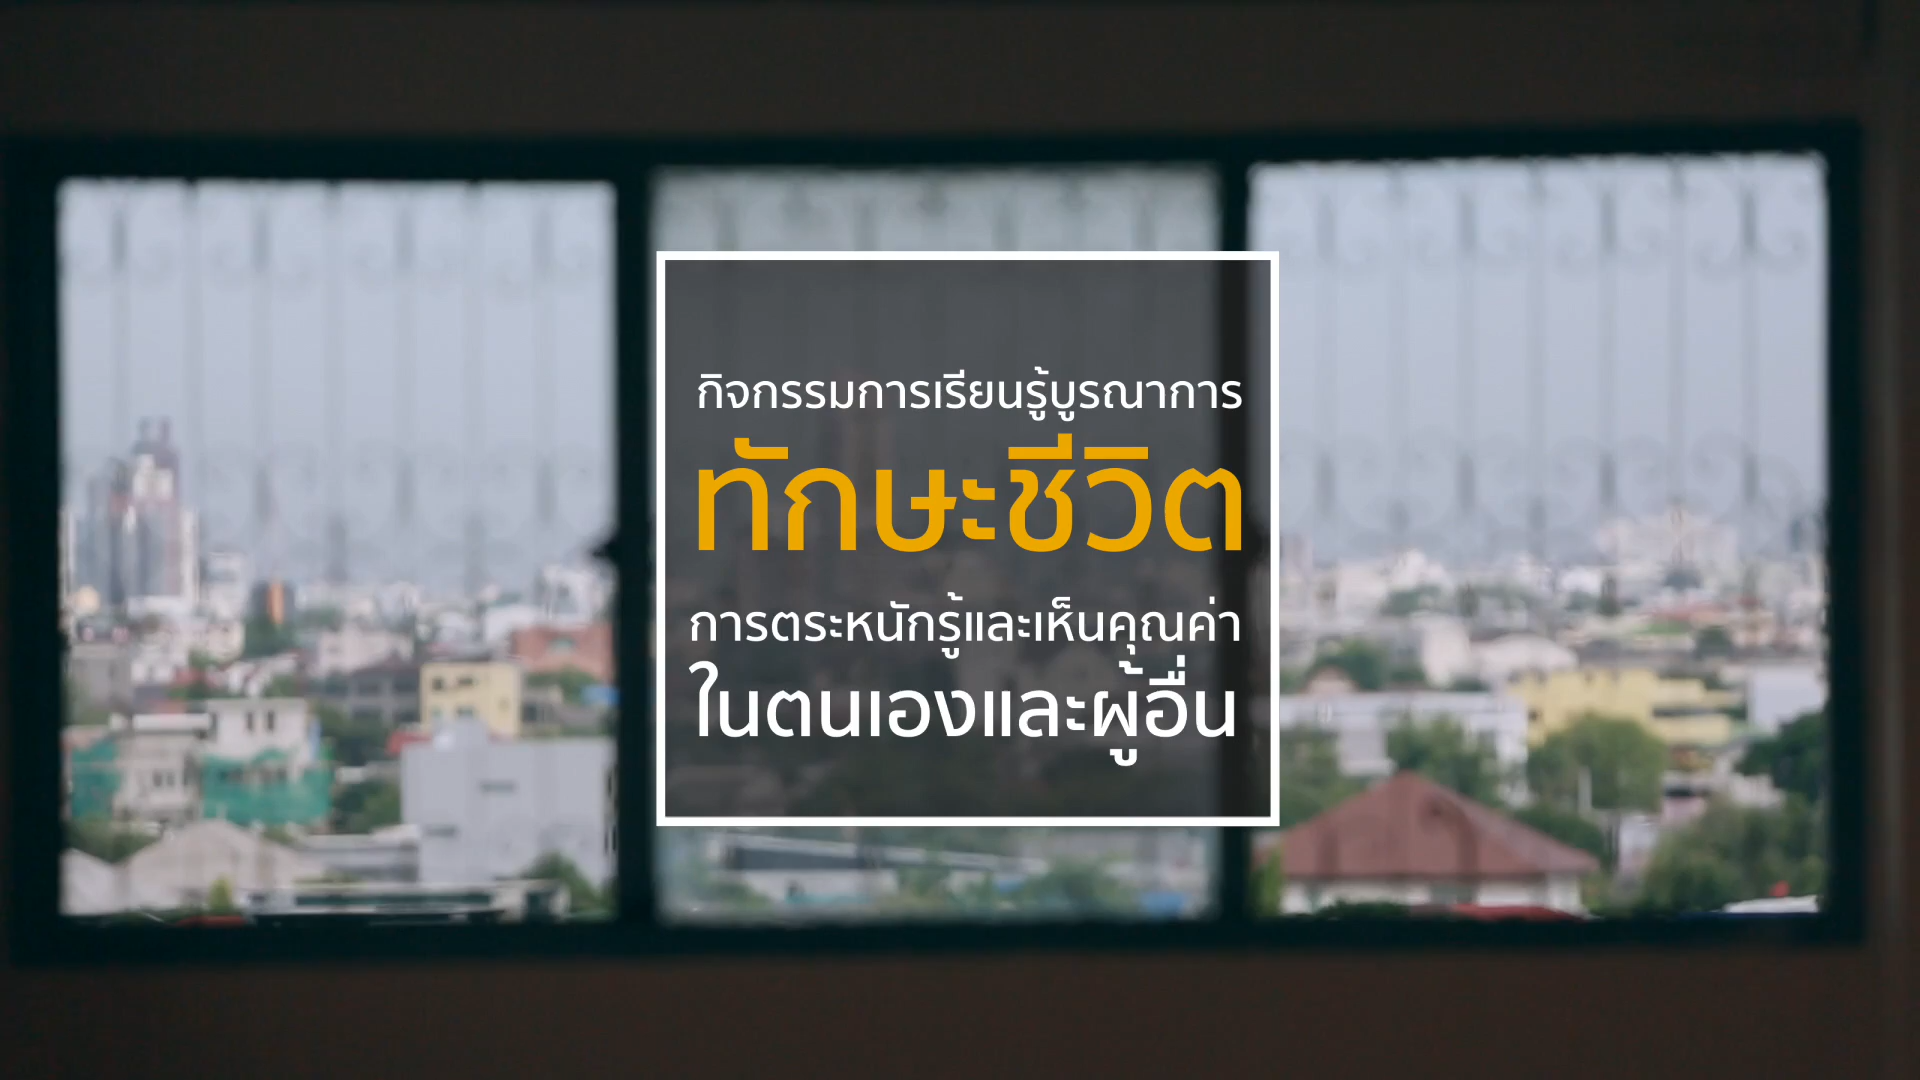 กิจกรรมการเรียนรู้บูรณาการ
ทักษะชีวิต
การตระหนักรู้และเห็นคุณค่า
ในตนเองและผู้อื่น